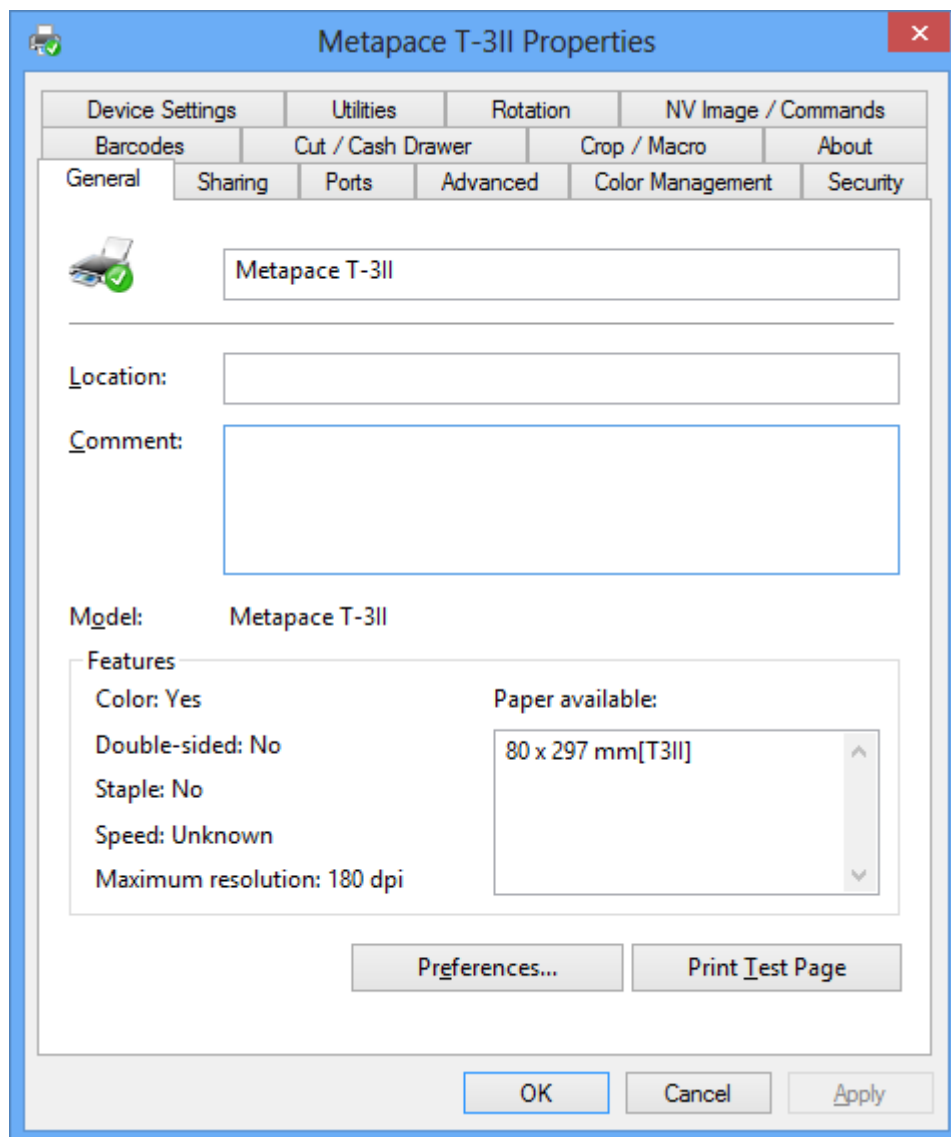 Metapace T-3II Properties
Device Settings Utilities Rotation NV Image / Commands
Barcodes Cut / Cash Drawer Crop / Macro About
General Sharing Ports Advanced Color Management Security
Metapace T-3II
Location:
Comment:
Model: Metapace T-3II
Features
Color: Yes Paper available:
Double-sided: No 80 x 297 mm[T3II]
Staple: No
Speed: Unknown
Maximum resolution: 180 dpi
Preferences... Print Test Page
OK Cancel Apply